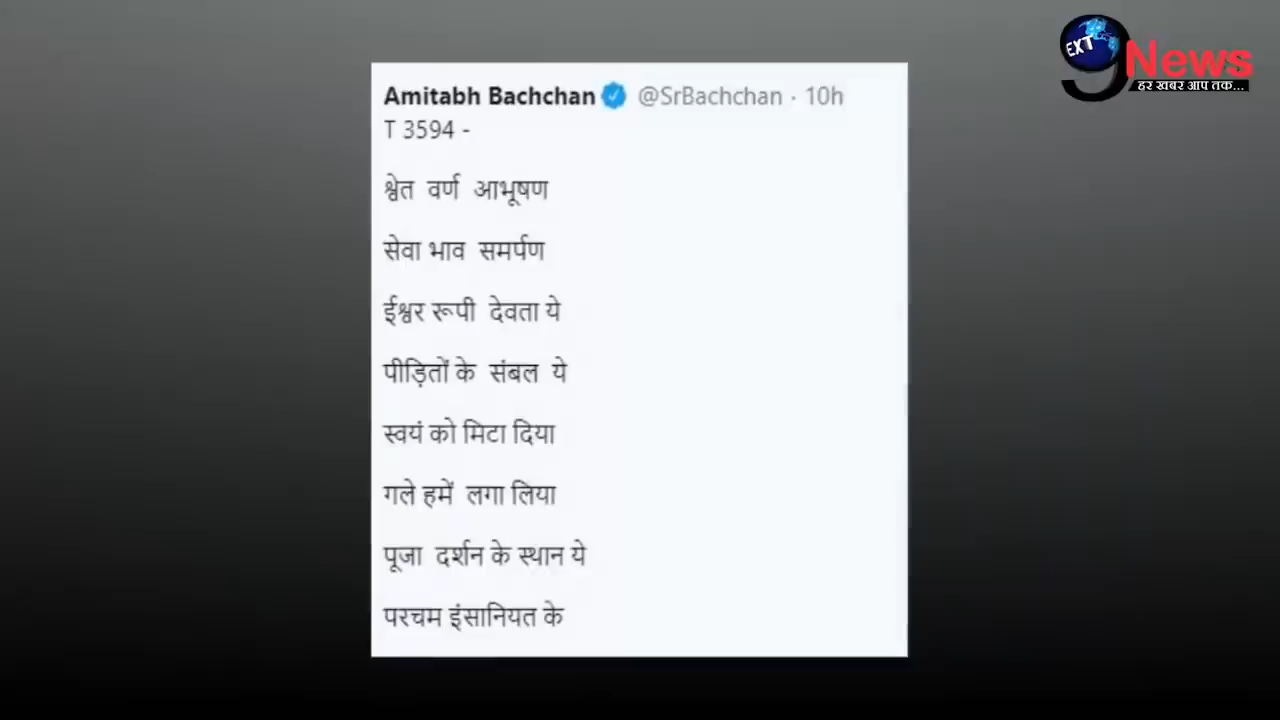 EXT
9 News
हर खबर आप तक...
Amitabh Bachchan @SrBachchan · 10h
T 3594 -
श्वेत वर्ण आभूषण
सेवा भाव समर्पण
ईश्वर रूपी देवता ये
पीड़ितों के संबल ये
स्वयं को मिटा दिया
गले हमें लगा लिया
पूजा दर्शन के स्थान ये
परचम इंसानियत के